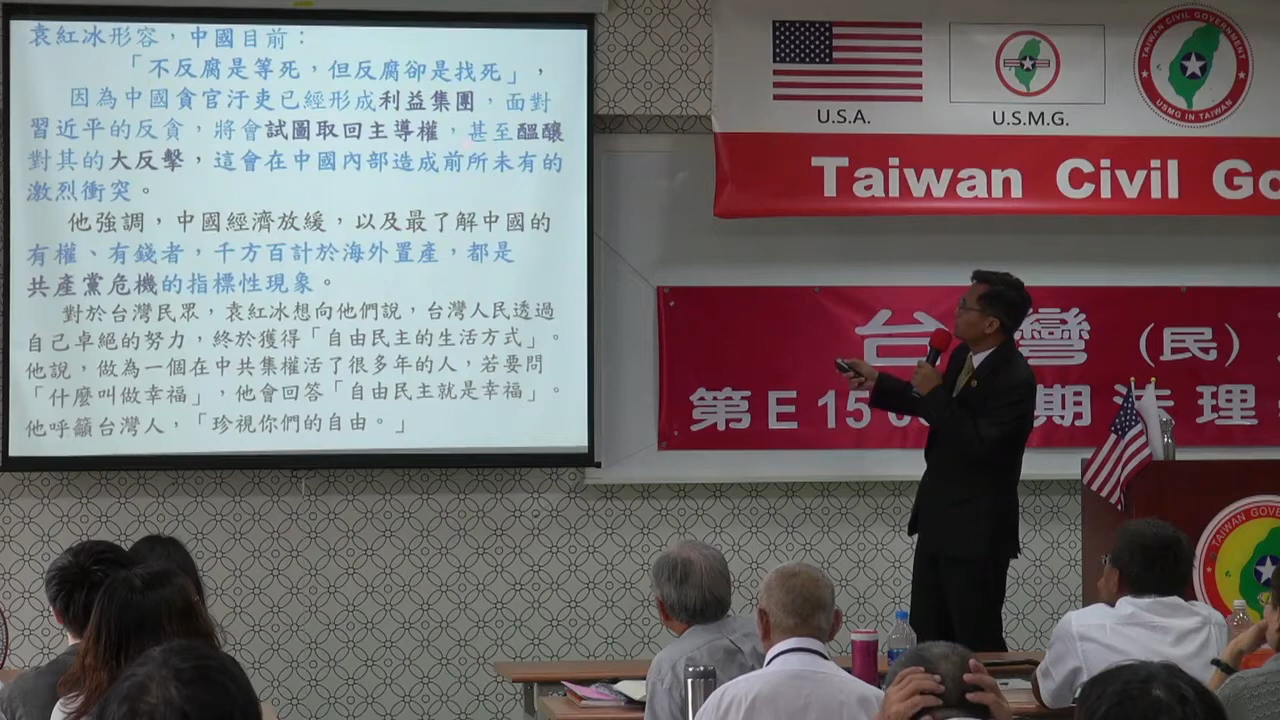 袁紅冰形容，中國目前：
「不反腐是等死，但反腐卻是找死」，
因為中國貪官汙吏已經形成利益集團，面對
習近平的反貪，將會試圖取回主導權，甚至醞釀
對其的大反擊，這會在中國內部造成前所未有的
激烈衝突。
他強調，中國經濟放緩，以及最了解中國的
有權、有錢者，千方百計於海外置產，都是
共產黨危機的指標性現象。
對於台灣民眾，袁紅冰想向他們說，台灣人民透過
自己卓絕的努力，終於獲得「自由民主的生活方式」。
他說，做為一個在中共集權活了很多年的人，若要問
「什麼叫做幸福」，他會回答「自由民主就是幸福」。
他呼籲台灣人，「珍視你們的自由。」
U.S.A.
U.S.M.G.
TAIWAN CIVIL GOVERNMENT
USMG IN TAIWAN
Taiwan Civil Go
台灣（民）
第E15 期法理
TAIWAN GOVER